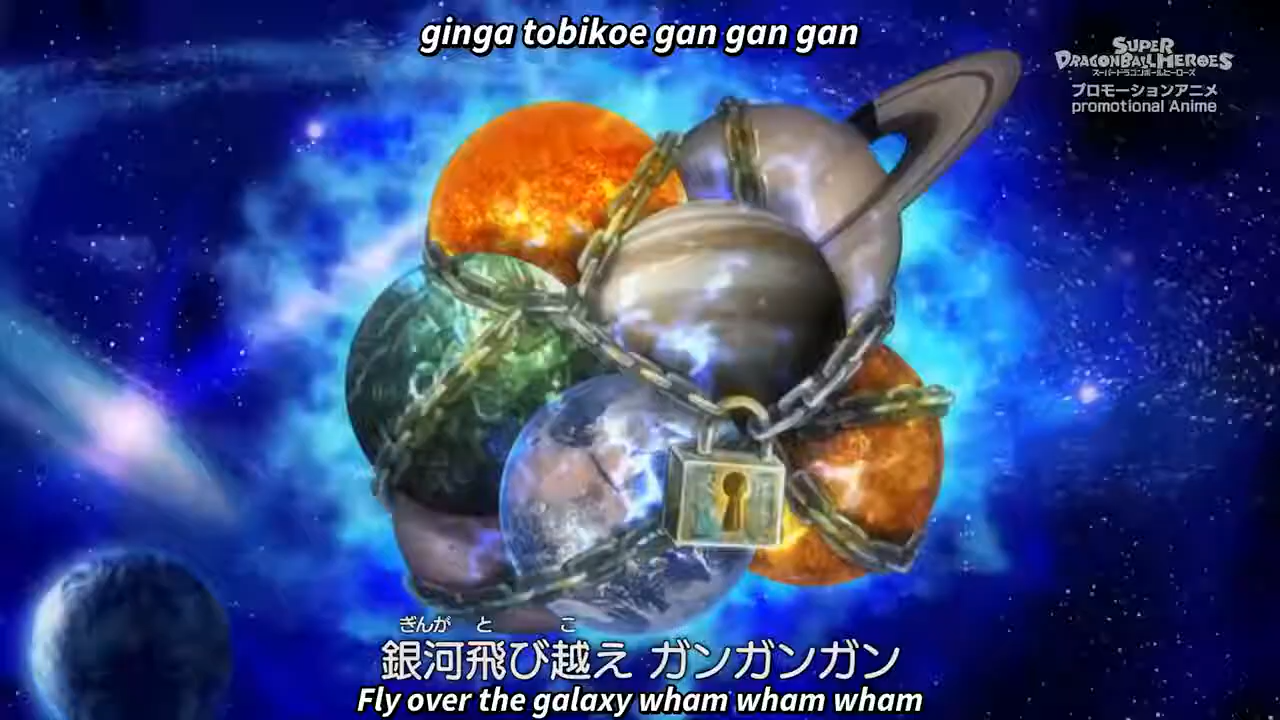 ginga tobikoe gan gan gan
SUPER
DRAGONBALL HEROES
スーパードラゴンボールヒーローズ
プロモーションアニメ
promotional Anime
ぎんが と こ
銀河飛び越え ガンガンガン
Fly over the galaxy wham wham wham